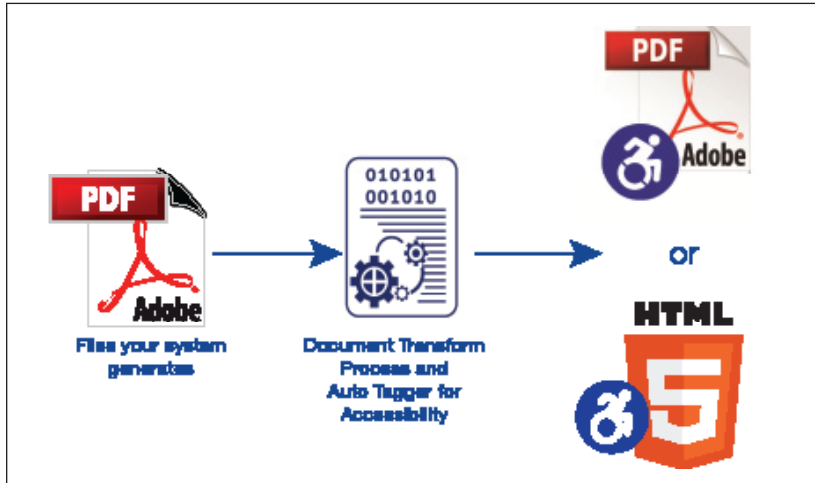 PDF
Adobe
Files your system
generates
010101
001010
Document Transform
Process and
Auto Tagger for
Accessibility
PDF
Adobe
or
HTML
5